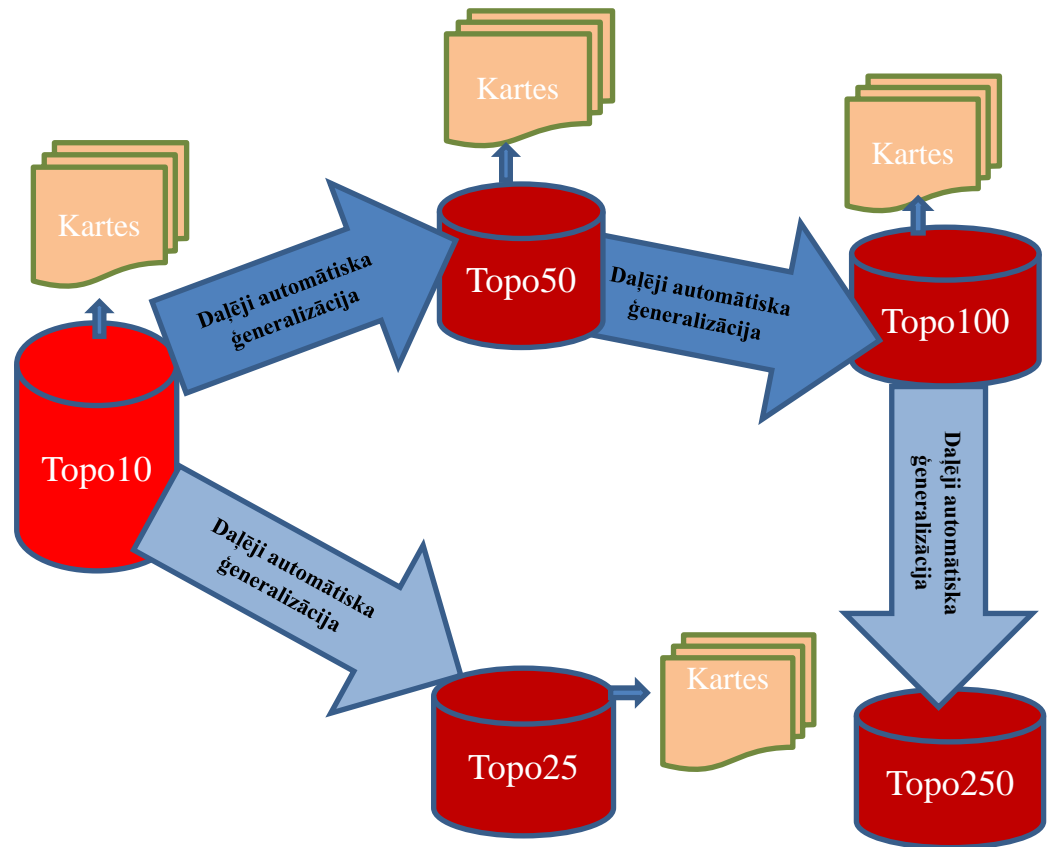 Kartes
Kartes
Kartes
Topo50
Daļēji automātiska
ģeneralizācija
Daļēji automātiska
ģeneralizācija
Topo100
Topo10
Daļēji automātiska
ģeneralizācija
Daļēji automātiska
ģeneralizācija
Kartes
Topo25
Topo250